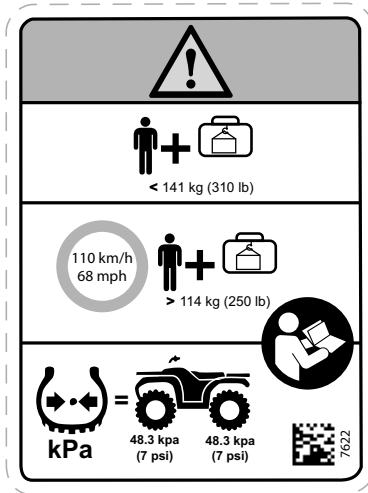 < 141 kg (310 lb)
110 km/h
68 mph
> 114 kg (250 lb)
kPa
=
48.3 kpa
(7 psi)
48.3 kpa
(7 psi)
7622